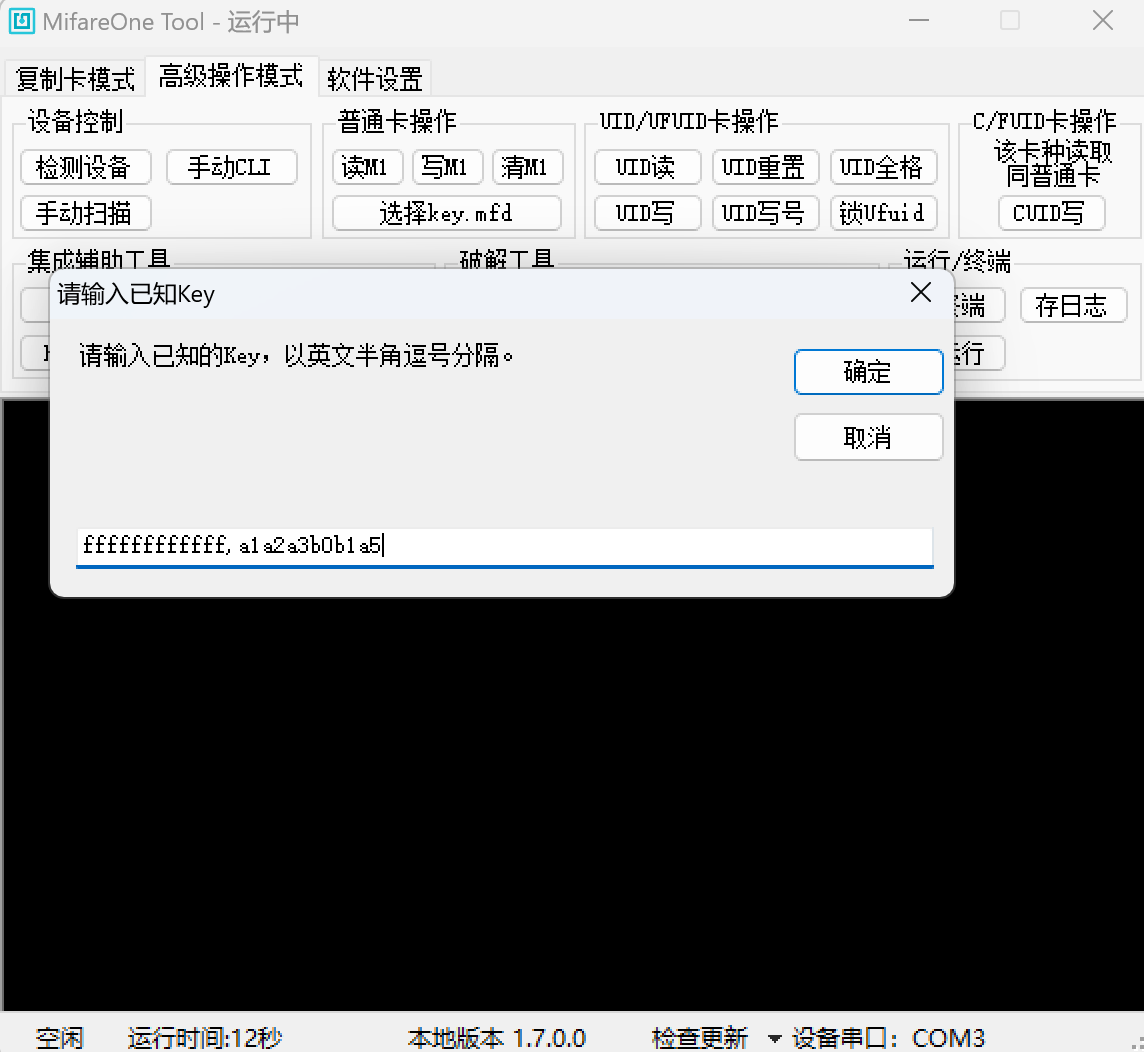 MifareOne Tool - 运行中
复制卡模式 高级操作模式 软件设置
设备控制 普通卡操作 UID/UFUID卡操作 C/FUID卡操作
检测设备 手动CLI 读M1 写M1 清M1 UID读 UID重置 UID全格 该卡种读取
同普通卡
手动扫描 选择key.mfd UID写 UID写号 锁Ufuid CUID写
集成辅助工具 破解工具 运行/终端
终端 存日志
运行
请输入已知Key
请输入已知的Key，以英文半角逗号分隔。
确定
取消
ffffffffffff,a1a2a3b0b1a5
空闲 运行时间:12秒 本地版本 1.7.0.0 检查更新 设备串口： COM3